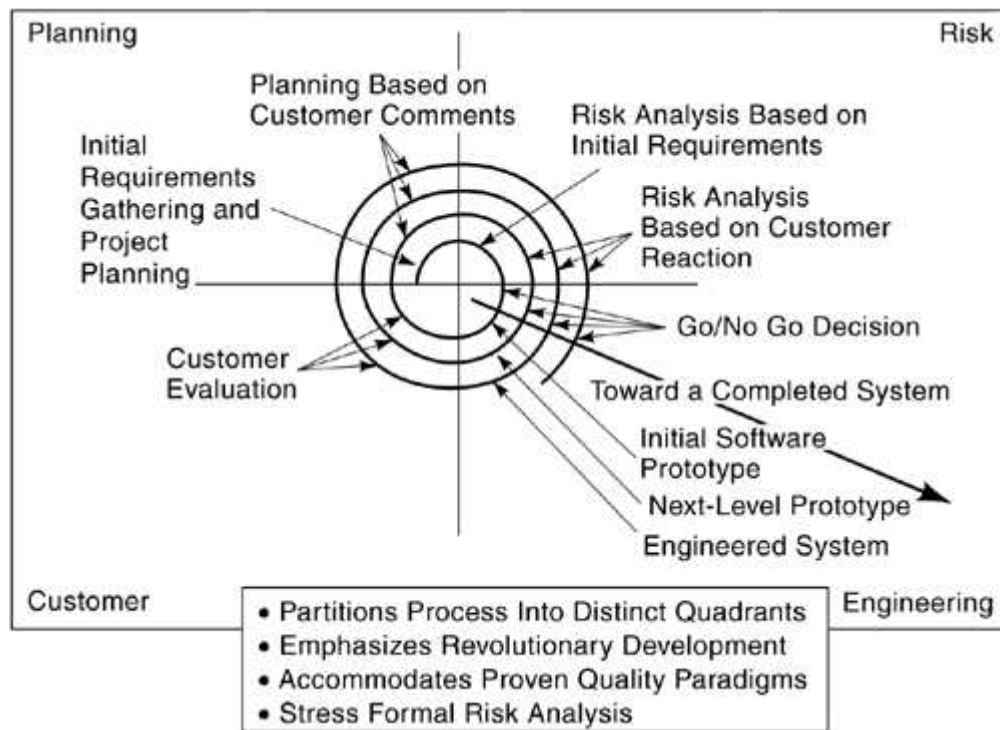 Planning
Risk
Planning Based on
Customer Comments
Risk Analysis Based on
Initial Requirements
Initial
Requirements
Gathering and
Project
Planning
Risk Analysis
Based on Customer
Reaction
Go/No Go Decision
Customer
Evaluation
Toward a Completed System
Initial Software
Prototype
Next-Level Prototype
Engineered System
Customer
Engineering
• Partitions Process Into Distinct Quadrants
• Emphasizes Revolutionary Development
• Accommodates Proven Quality Paradigms
• Stress Formal Risk Analysis